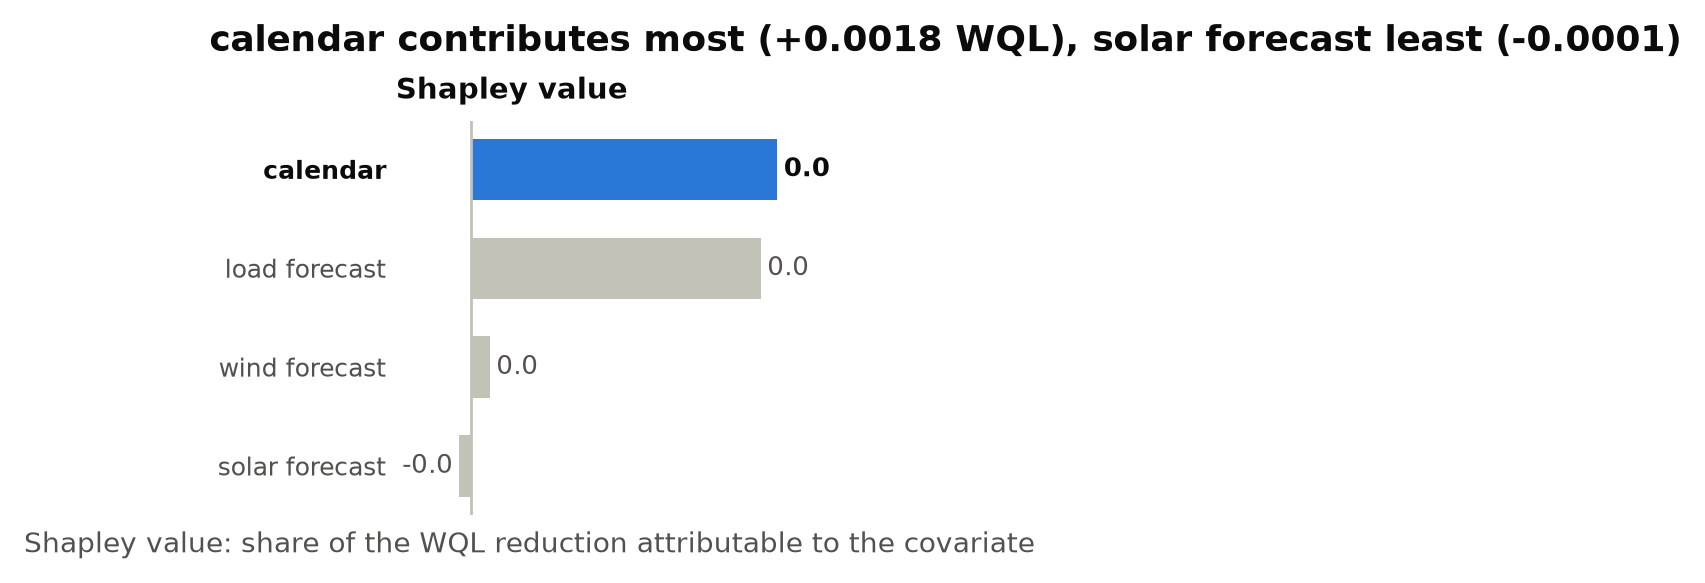 calendar contributes most (+0.0018 WQL), solar forecast least (-0.0001)
Shapley value
calendar 0.0
load forecast 0.0
wind forecast 0.0
solar forecast -0.0
Shapley value: share of the WQL reduction attributable to the covariate